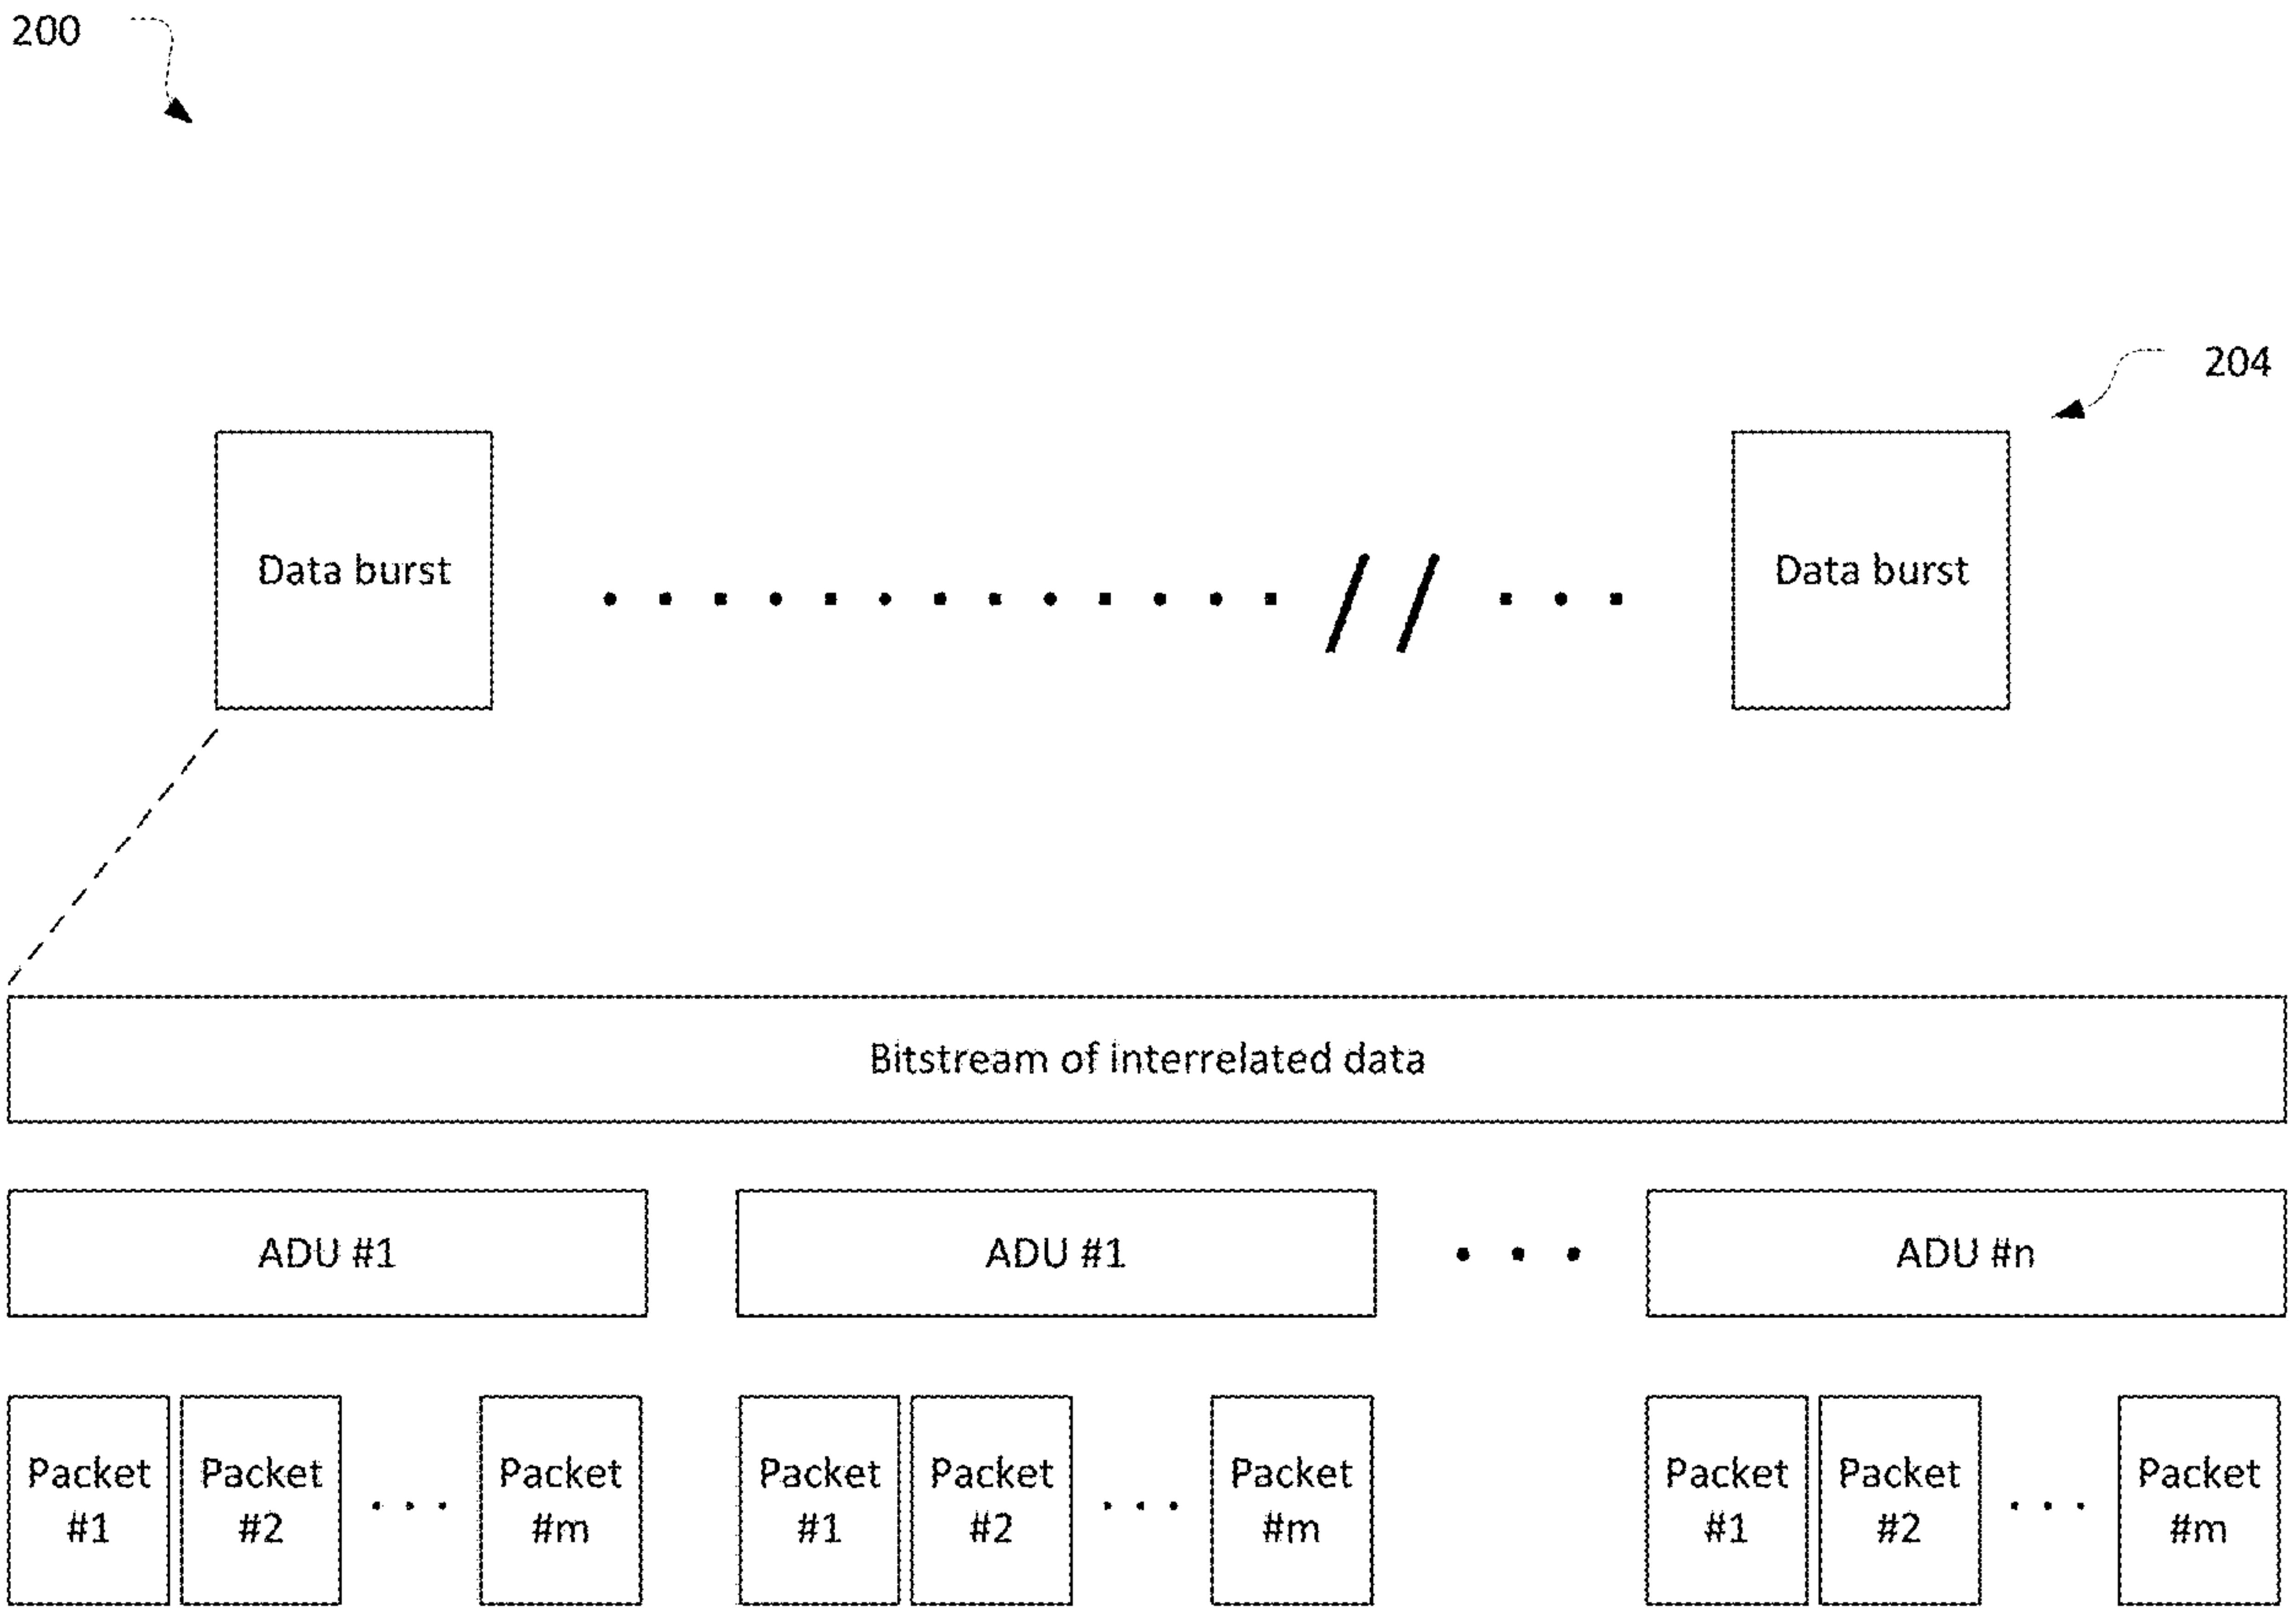 200
204
Data burst
Data burst
Bitstream of interrelated data
ADU #1
ADU #1
ADU #n
Packet
#1
Packet
#2
Packet
#m
Packet
#1
Packet
#2
Packet
#m
Packet
#1
Packet
#2
Packet
#m